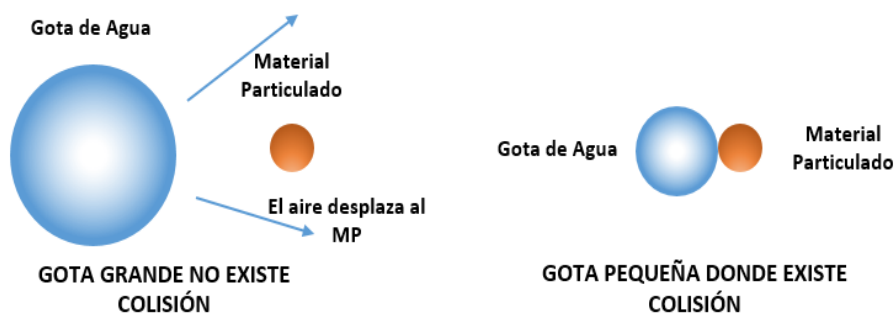 Gota de Agua
Material
Particulado
El aire desplaza al
MP
GOTA GRANDE NO EXISTE
COLISIÓN
Gota de Agua
Material
Particulado
GOTA PEQUEÑA DONDE EXISTE
COLISIÓN